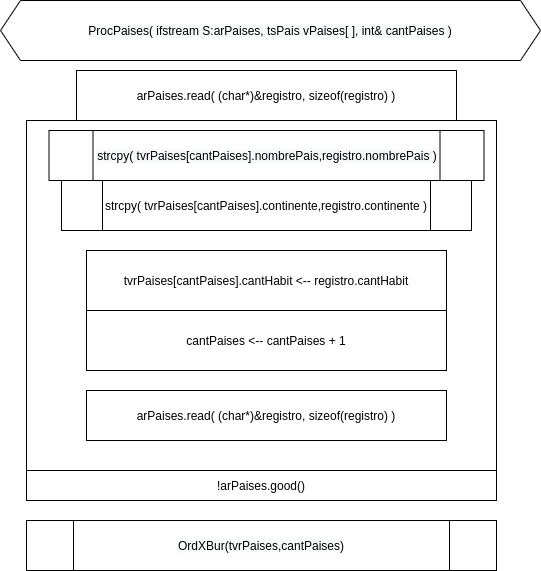 ProcPaises( ifstream S:arPaises, tsPais vPaises[ ], int& cantPaises )
arPaises.read( (char*)&registro, sizeof(registro) )
strcpy( tvrPaises[cantPaises].nombrePais,registro.nombrePais )
strcpy( tvrPaises[cantPaises].continente,registro.continente )
tvrPaises[cantPaises].cantHabit <-- registro.cantHabit
cantPaises <-- cantPaises + 1
arPaises.read( (char*)&registro, sizeof(registro) )
!arPaises.good()
OrdXBur(tvrPaises,cantPaises)